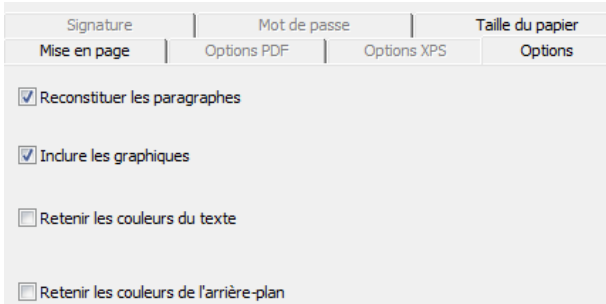 Signature Mot de passe Taille du papier
Mise en page Options PDF Options XPS Options
Reconstituer les paragraphes
Inclure les graphiques
Retenir les couleurs du texte
Retenir les couleurs de l'arrière-plan